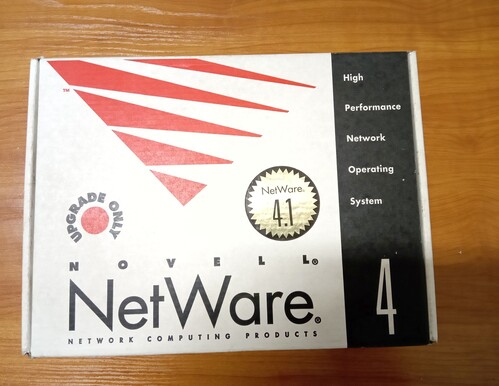 High
Performance
Network
Operating
System
TM
UPGRADE ONLY
NetWare®
4.1
NOVELL®
NetWare®
NETWORK COMPUTING PRODUCTS
4